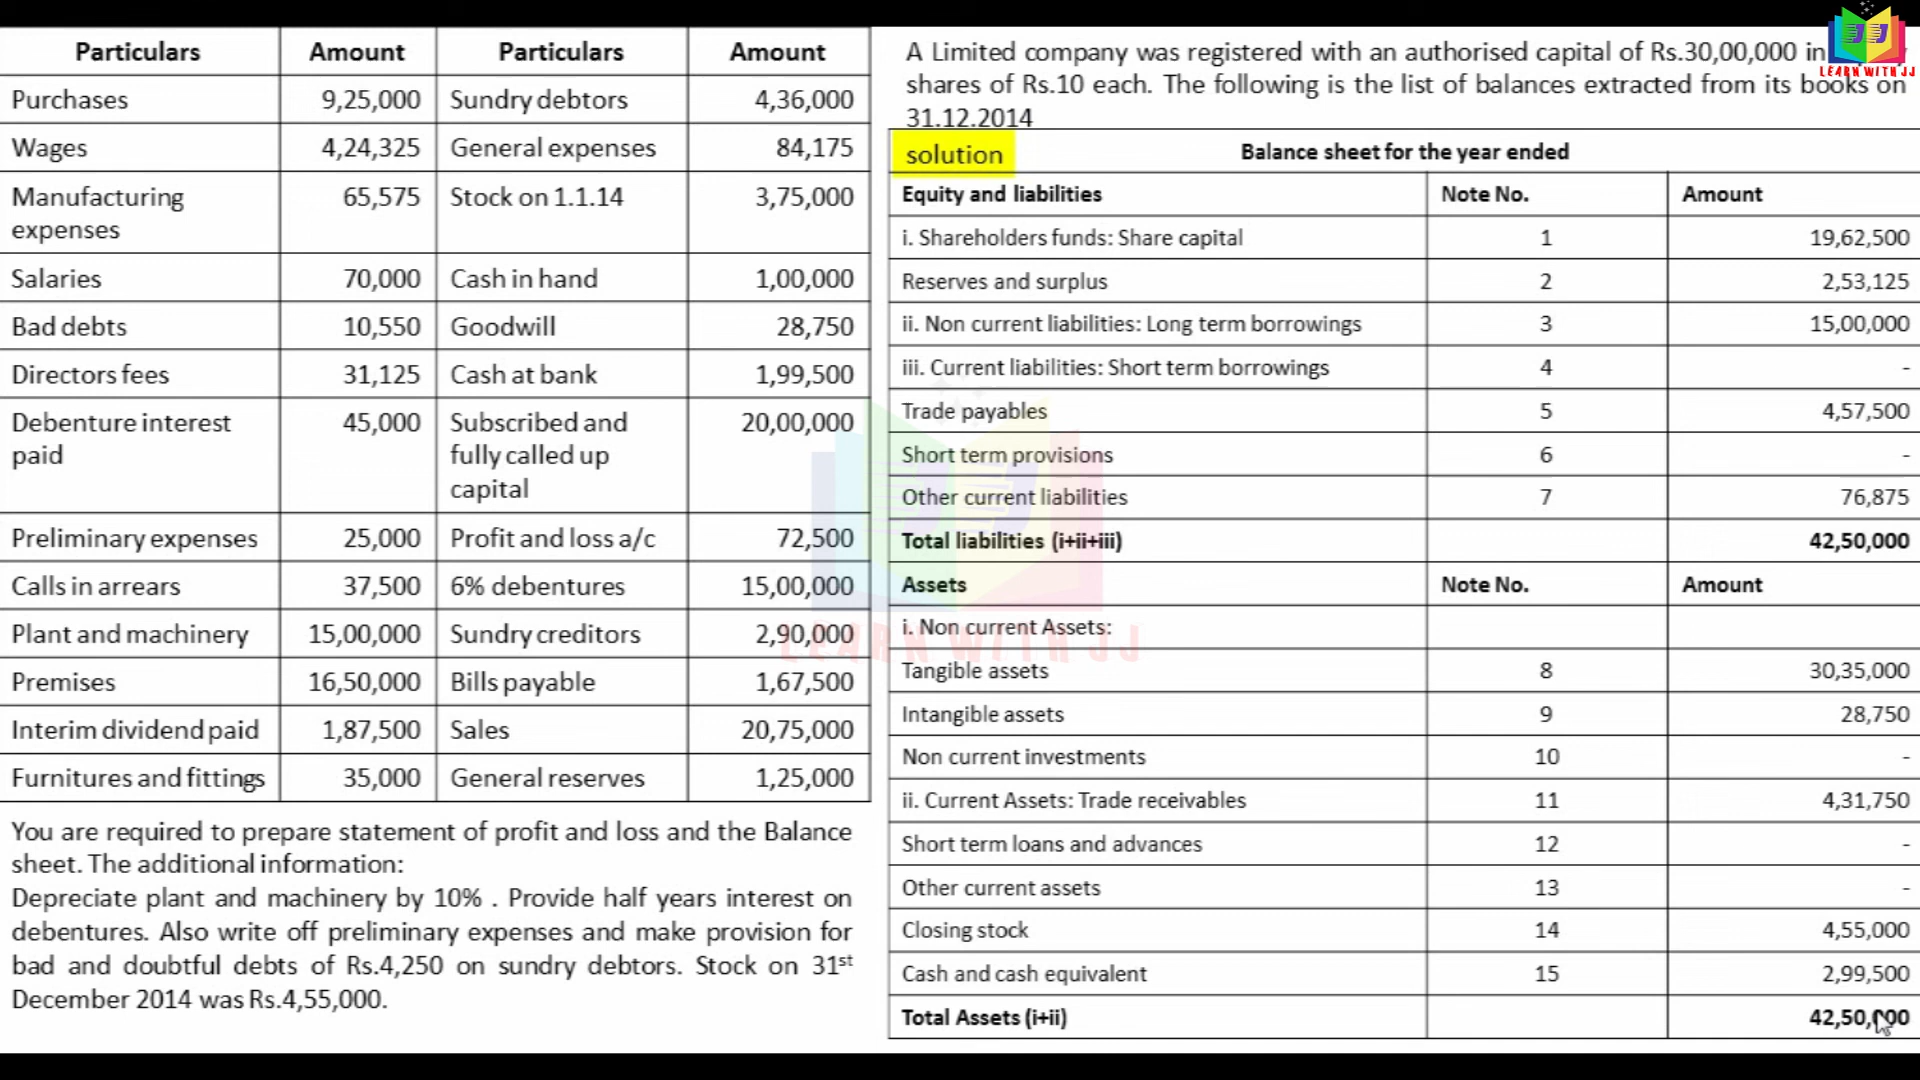 Particulars Amount Particulars Amount
Purchases 9,25,000 Sundry debtors 4,36,000
Wages 4,24,325 General expenses 84,175
Manufacturing 65,575 Stock on 1.1.14 3,75,000
expenses
Salaries 70,000 Cash in hand 1,00,000
Bad debts 10,550 Goodwill 28,750
Directors fees 31,125 Cash at bank 1,99,500
Debenture interest 45,000 Subscribed and 20,00,000
paid fully called up
capital
Preliminary expenses 25,000 Profit and loss a/c 72,500
Calls in arrears 37,500 6% debentures 15,00,000
Plant and machinery 15,00,000 Sundry creditors 2,90,000
Premises 16,50,000 Bills payable 1,67,500
Interim dividend paid 1,87,500 Sales 20,75,000
Furnitures and fittings 35,000 General reserves 1,25,000
You are required to prepare statement of profit and loss and the Balance
sheet. The additional information:
Depreciate plant and machinery by 10% . Provide half years interest on
debentures. Also write off preliminary expenses and make provision for
bad and doubtful debts of Rs.4,250 on sundry debtors. Stock on 31st
December 2014 was Rs.4,55,000.
A Limited company was registered with an authorised capital of Rs.30,00,000 in
shares of Rs.10 each. The following is the list of balances extracted from its books on
31.12.2014
solution Balance sheet for the year ended
Equity and liabilities Note No. Amount
i. Shareholders funds: Share capital 1 19,62,500
Reserves and surplus 2 2,53,125
ii. Non current liabilities: Long term borrowings 3 15,00,000
iii. Current liabilities: Short term borrowings 4 -
Trade payables 5 4,57,500
Short term provisions 6 -
Other current liabilities 7 76,875
Total liabilities (i+ii+iii) 42,50,000
Assets Note No. Amount
i. Non current Assets:
Tangible assets 8 30,35,000
Intangible assets 9 28,750
Non current investments 10 -
ii. Current Assets: Trade receivables 11 4,31,750
Short term loans and advances 12 -
Other current assets 13 -
Closing stock 14 4,55,000
Cash and cash equivalent 15 2,99,500
Total Assets (i+ii) 42,50,000
LEARN WITH JJ
LEARN WITH JJ